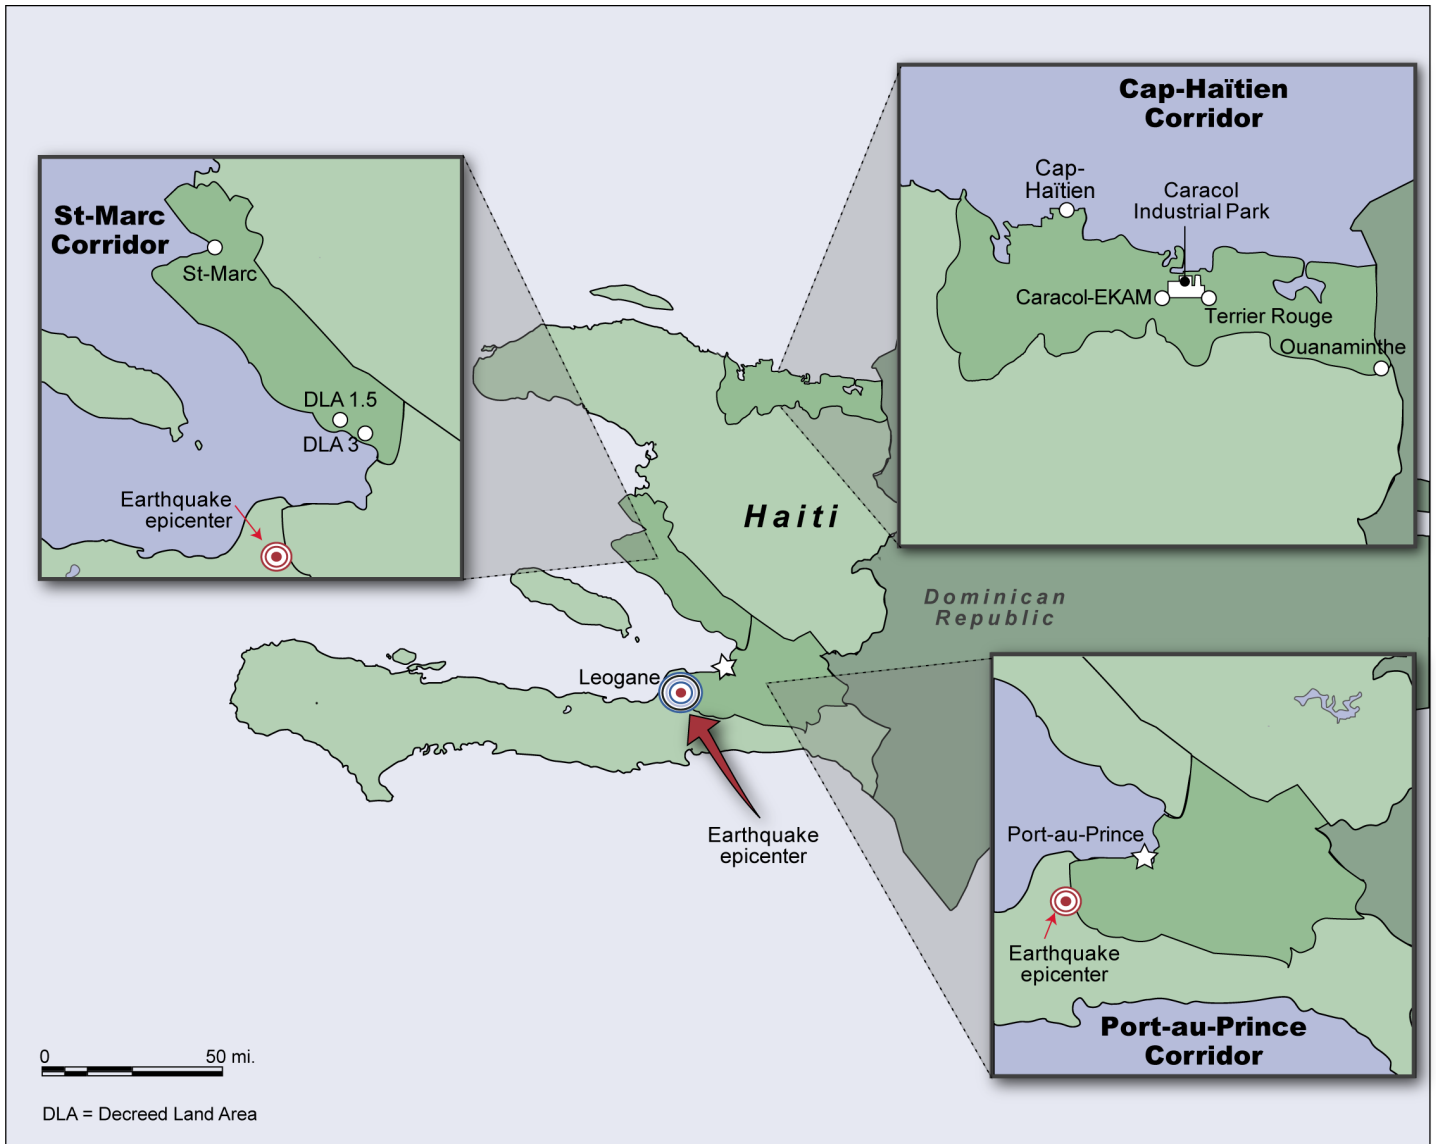 Cap-Haïtien
Corridor
Cap-
Haïtien
Caracol
Industrial Park
Caracol-EKAM
Terrier Rouge
Ouanaminthe
St-Marc
Corridor
St-Marc
DLA 1.5
DLA 3
Earthquake
epicenter
Haiti
Dominican
Republic
Leogane
Earthquake
epicenter
Port-au-Prince
Earthquake
epicenter
Port-au-Prince
Corridor
0 50 mi.
DLA = Decreed Land Area